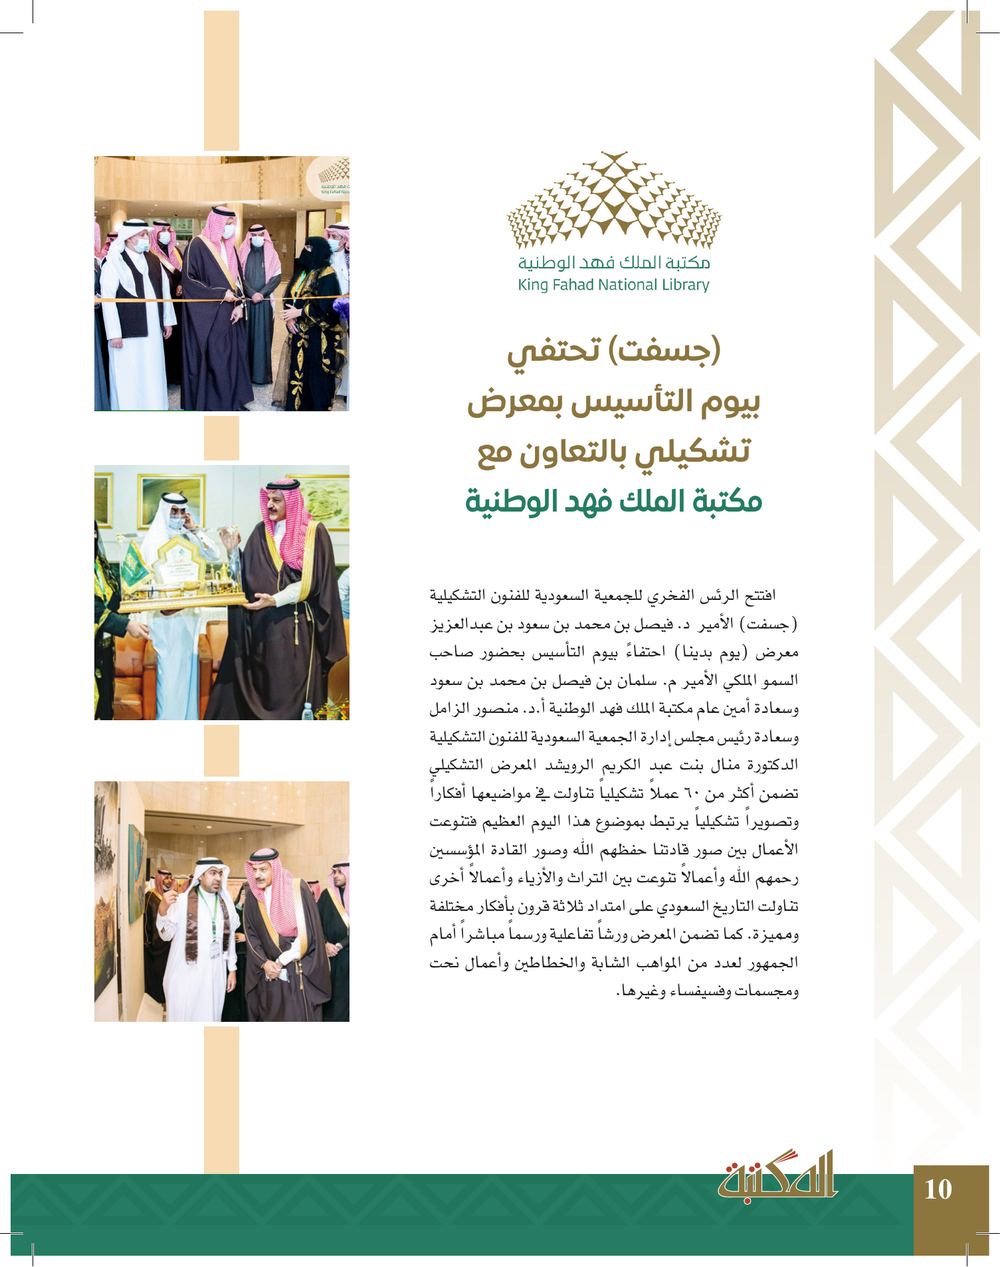 مكتبة الملك فهد الوطنية
King Fahad National Library
(جسفت) تحتفي
بيوم التأسيس بمعرض
تشكيلي بالتعاون مع
مكتبة الملك فهد الوطنية
افتتح الرئس الفخري للجمعية السعودية للفنون التشكيلية
(جسفت) الأمير د. فيصل بن محمد بن سعود بن عبدالعزيز
معرض (يوم بدينا) احتفاءً بيوم التأسيس بحضور صاحب
السمو الملكي الأمير م. سلمان بن فيصل بن محمد بن سعود
وسعادة أمين عام مكتبة الملك فهد الوطنية أ.د. منصور الزامل
وسعادة رئيس مجلس إدارة الجمعية السعودية للفنون التشكيلية
الدكتورة منال بنت عبد الكريم الرويشد المعرض التشكيلي
تضمن أكثر من ٦٠ عملاً تشكيلياً تناولت في مواضيعها أفكاراً
وتصويراً تشكيلياً يرتبط بموضوع هذا اليوم العظيم فتنوعت
الأعمال بين صور قادتنا حفظهم الله وصور القادة المؤسسين
رحمهم الله وأعمالاً تنوعت بين التراث والأزياء وأعمالاً أخرى
تناولت التاريخ السعودي على امتداد ثلاثة قرون بأفكار مختلفة
ومميزة. كما تضمن المعرض ورشاً تفاعلية ورسماً مباشراً أمام
الجمهور لعدد من المواهب الشابة والخطاطين وأعمال نحت
ومجسمات وفسيفساء وغيرها.
المكتبة
10